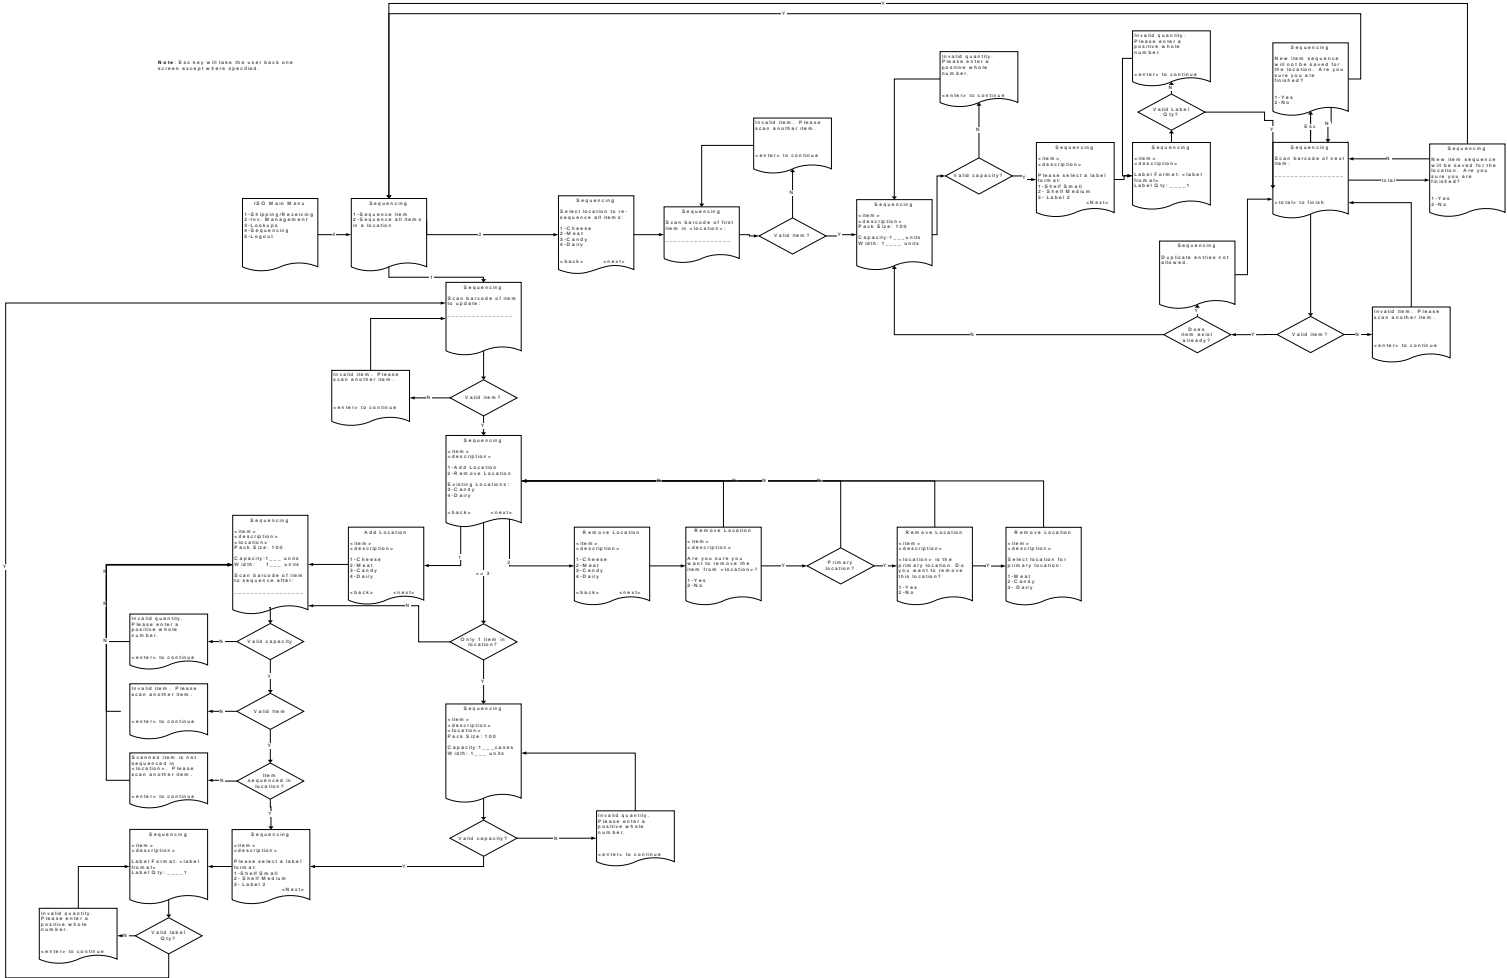 Note: Esc key will take the user back one
screen except where specified.
ISO Main Menu
1-Shipping/Receiving
2-Inv. Management
3-Lookups
4-Sequencing
5-Logout
4
Sequencing
1-Sequence item
2-Sequence all items
in a location
2
1
Sequencing
Select location to re-
sequence all items:
1-Cheese
2-Meat
3-Candy
4-Dairy
<back> <next>
Sequencing
Scan barcode of first
item in <location>:
Invalid item. Please
scan another item.
<enter> to continue
N
Valid item?
Y
Sequencing
<item>
<description>
Pack Size: 100
Capacity:1___units
Width: 1____ units
Invalid quantity.
Please enter a
positive whole
number.
<enter> to continue
N
Valid capacity?
Y
Sequencing
<item>
<description>
Please select a label
format:
1-Shelf Small
2- Shelf Medium
3- Label 2
<Next>
Invalid quantity.
Please enter a
positive whole
number.
<enter> to continue
N
Valid Label
Qty?
Y
Sequencing
<item>
<description>
Label Format: <label
fromat>
Label Qty: ____1
Sequencing
New item sequence
will not be saved for
the location. Are you
sure you are
finished?
1-Yes
2-No
Y
Esc
N
Sequencing
Scan barcode of next
item:
<total> to finish
N
total
Sequencing
New item sequence
will be saved for the
location. Are you
sure you are
finished?
1-Yes
2-No
Y
Sequencing
Duplicate entries not
allowed.
Y
Does
item exist
already?
N
Y
Valid item?
N
Invalid item. Please
scan another item.
<enter> to continue
Sequencing
Scan barcode of item
to update:
Invalid item. Please
scan another item.
<enter> to continue
N
Valid item?
Y
Sequencing
<item>
<description>
1-Add Location
2-Remove Location
Existing Locations:
3-Candy
4-Dairy
<back> <next>
1
>= 3
2
N
N
N
N
Add Location
<item>
<description>
1-Cheese
2-Meat
3-Candy
4-Dairy
<back> <next>
Remove Location
<item>
<description>
1-Cheese
2-Meat
3-Candy
4-Dairy
<back> <next>
Remove Location
<item>
<description>
Are you sure you
want to remove the
item from <location>?
1-Yes
2-No
Y
Primary
location?
Y
Remove Location
<item>
<description>
<location> is the
primary location. Do
you want to remove
this location?
1-Yes
2-No
Y
Remove Location
<item>
<description>
Select location for
primary location:
1-Meat
2-Candy
3- Dairy
Sequencing
<item>
<description>
<location>
Pack Size: 100
Capacity:1___ units
Width: 1___ units
Scan barcode of item
to sequence after:
N
Only 1 item in
location?
Y
Invalid quantity.
Please enter a
positive whole
number.
<enter> to continue
N
N
Valid capacity
Y
Invalid item. Please
scan another item.
<enter> to continue
N
N
Valid Item
Y
Scanned item is not
sequenced in
<location>. Please
scan another item.
<enter> to continue
N
N
Item
sequenced in
location?
Y
Sequencing
<item>
<description>
<location>
Pack Size: 100
Capacity:1___cases
Width: 1___ units
Valid capacity?
N
Y
Invalid quantity.
Please enter a
positive whole
number.
<enter> to continue
Sequencing
<item>
<description>
Please select a label
format:
1-Shelf Small
2- Shelf Medium
3- Label 2
<Next>
Sequencing
<item>
<description>
Label Format: <label
fromat>
Label Qty: ____1
Invalid quantity.
Please enter a
positive whole
number.
<enter> to continue
N
Valid label
Qty?
Y